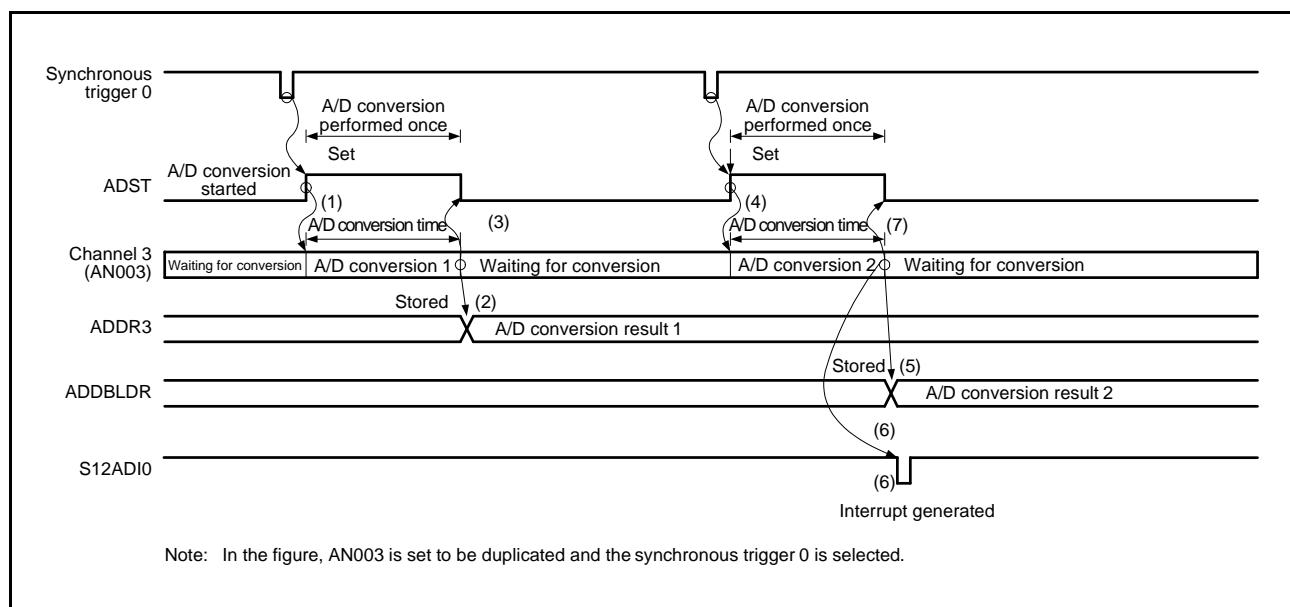 Synchronous
trigger 0
A/D conversion
performed once
A/D conversion
performed once
Set
Set
A/D conversion
started
ADST
(1)
(3)
(4)
(7)
A/D conversion time
A/D conversion time
Channel 3
(AN003)
Waiting for conversion
A/D conversion 1
Waiting for conversion
A/D conversion 2
Waiting for conversion
Stored
(2)
ADDR3
A/D conversion result 1
Stored
(5)
ADDBLDR
A/D conversion result 2
(6)
S12ADI0
(6)
Interrupt generated
Note: In the figure, AN003 is set to be duplicated and the synchronous trigger 0 is selected.